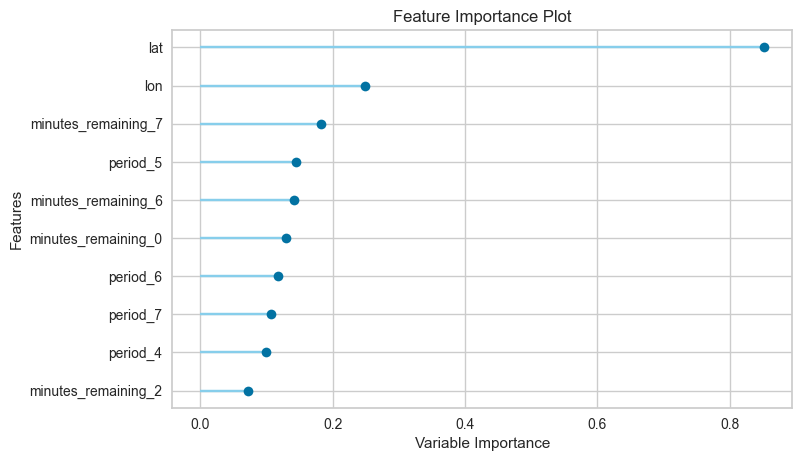 Feature Importance Plot
Features
lat
lon
minutes_remaining_7
period_5
minutes_remaining_6
minutes_remaining_0
period_6
period_7
period_4
minutes_remaining_2
0.0 0.2 0.4 0.6 0.8
Variable Importance